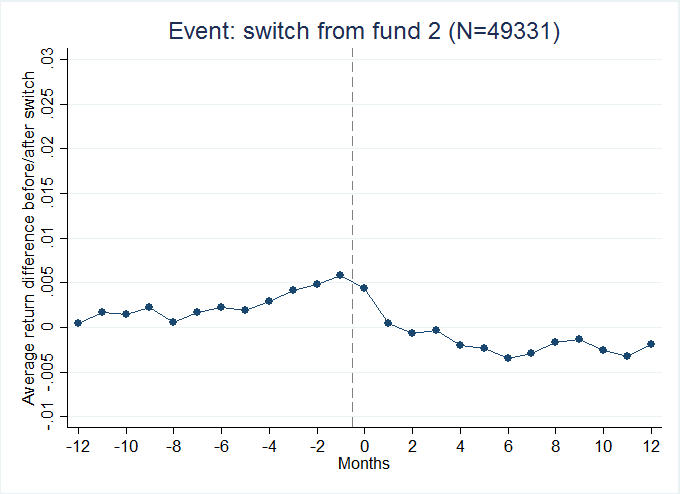 Event: switch from fund 2 (N=49331)
Average return difference before/after switch
.03
.025
.02
.015
.01
.005
0
-.005
-.01
-12 -10 -8 -6 -4 -2 0 2 4 6 8 10 12
Months